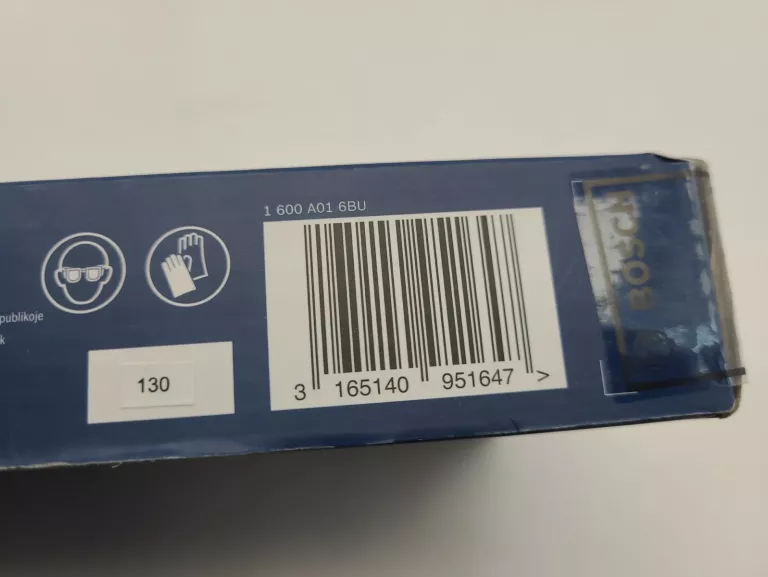 1 600 A01 6BU
publikoje
k
130
3 165140 951647 >
BOSCH